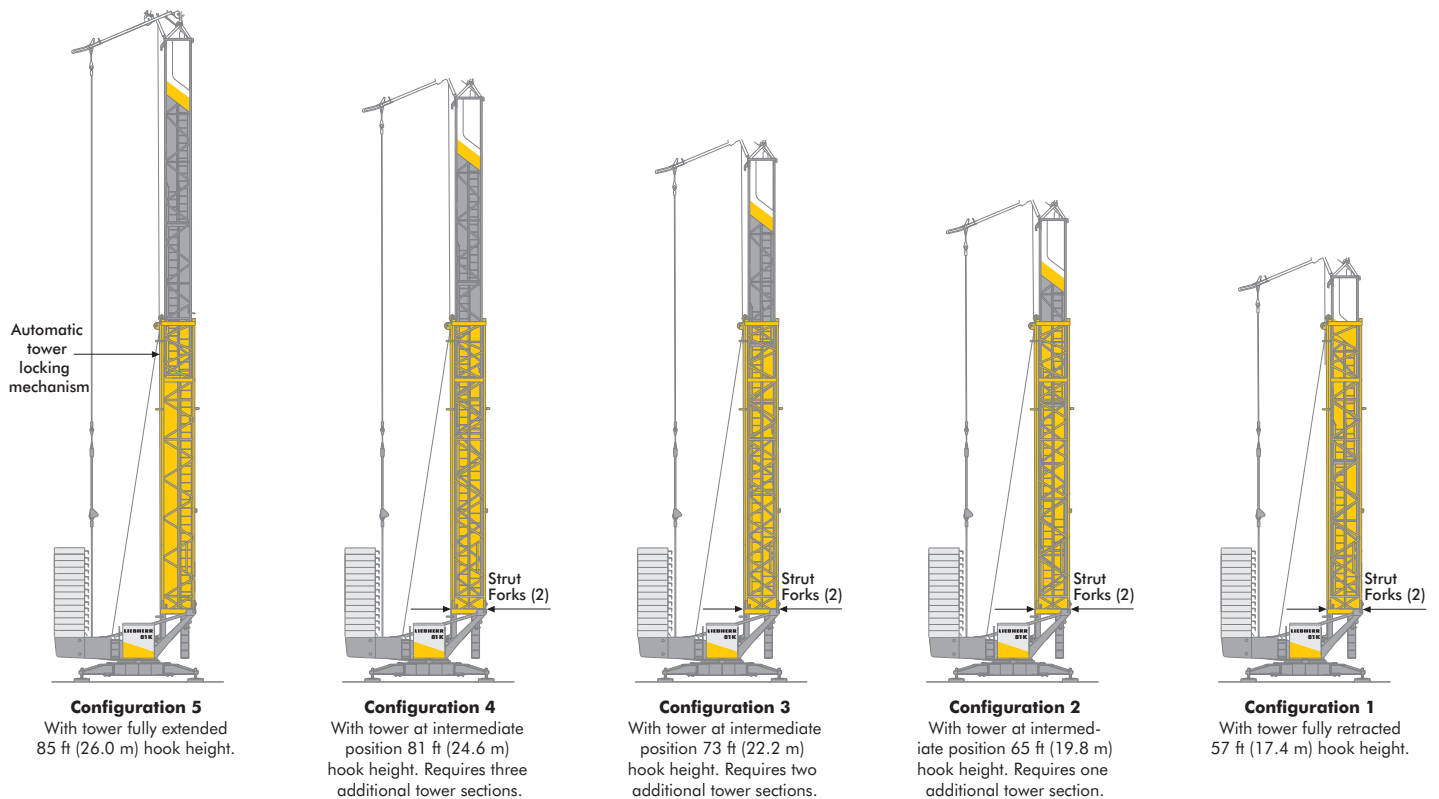 Automatic
tower
locking
mechanism
LIEBHERR
81K
Configuration 5
With tower fully extended
85 ft (26.0 m) hook height.
Strut
Forks (2)
LIEBHERR
81K
Configuration 4
With tower at intermediate
position 81 ft (24.6 m)
hook height. Requires three
additional tower sections.
Strut
Forks (2)
LIEBHERR
81K
Configuration 3
With tower at intermediate
position 73 ft (22.2 m)
hook height. Requires two
additional tower sections.
Strut
Forks (2)
LIEBHERR
81K
Configuration 2
With tower at intermed-
iate position 65 ft (19.8 m)
hook height. Requires one
additional tower section.
Strut
Forks (2)
LIEBHERR
81K
Configuration 1
With tower fully retracted
57 ft (17.4 m) hook height.